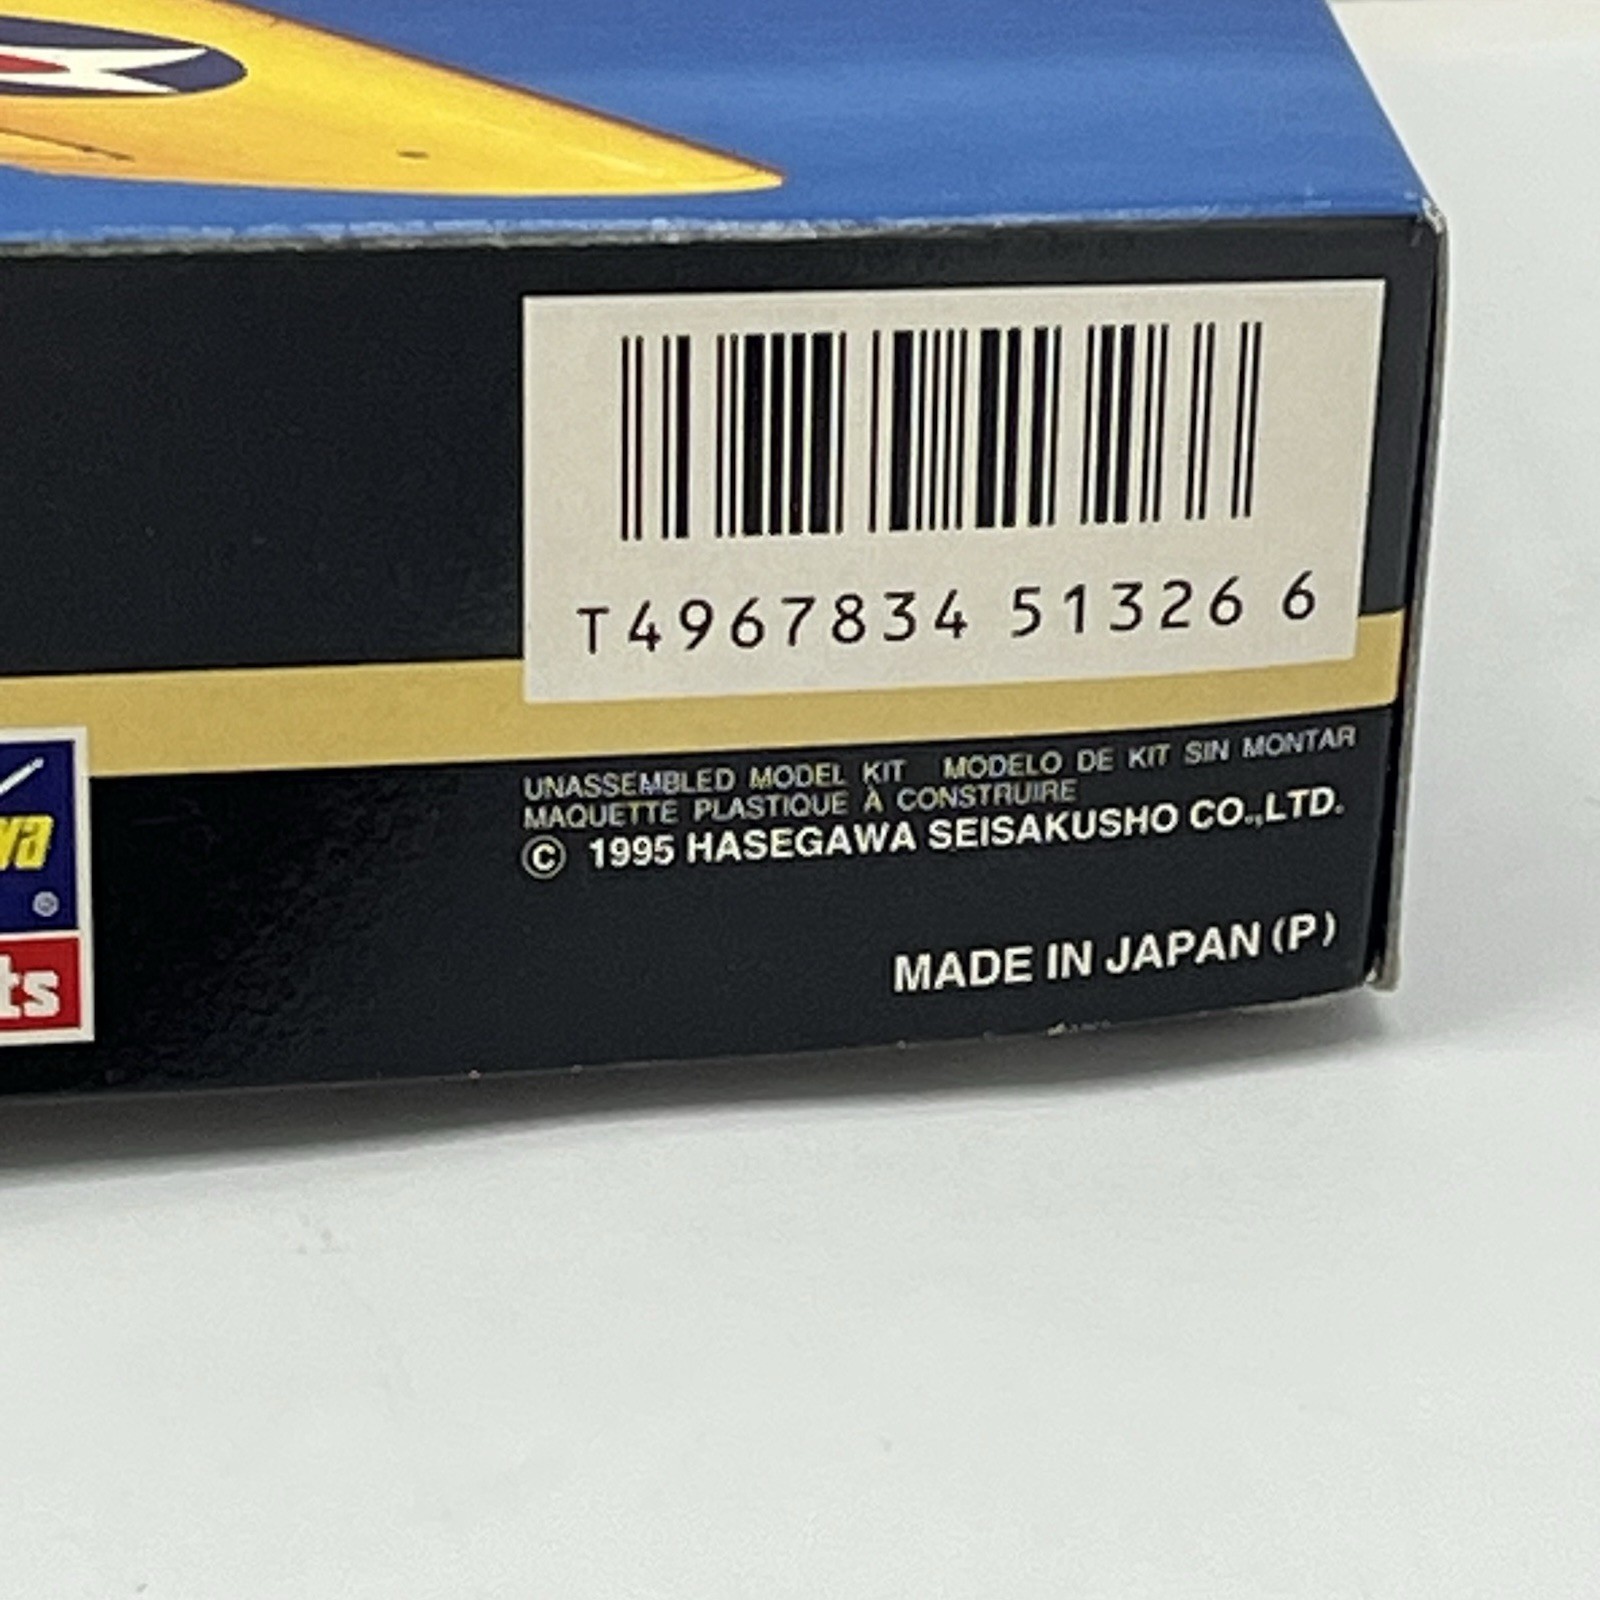 T4967834 51326 6
UNASSEMBLED MODEL KIT MODELO DE KIT SIN MONTAR
MAQUETTE PLASTIQUE À CONSTRUIRE
© 1995 HASEGAWA SEISAKUSHO CO.,LTD.
MADE IN JAPAN (P)